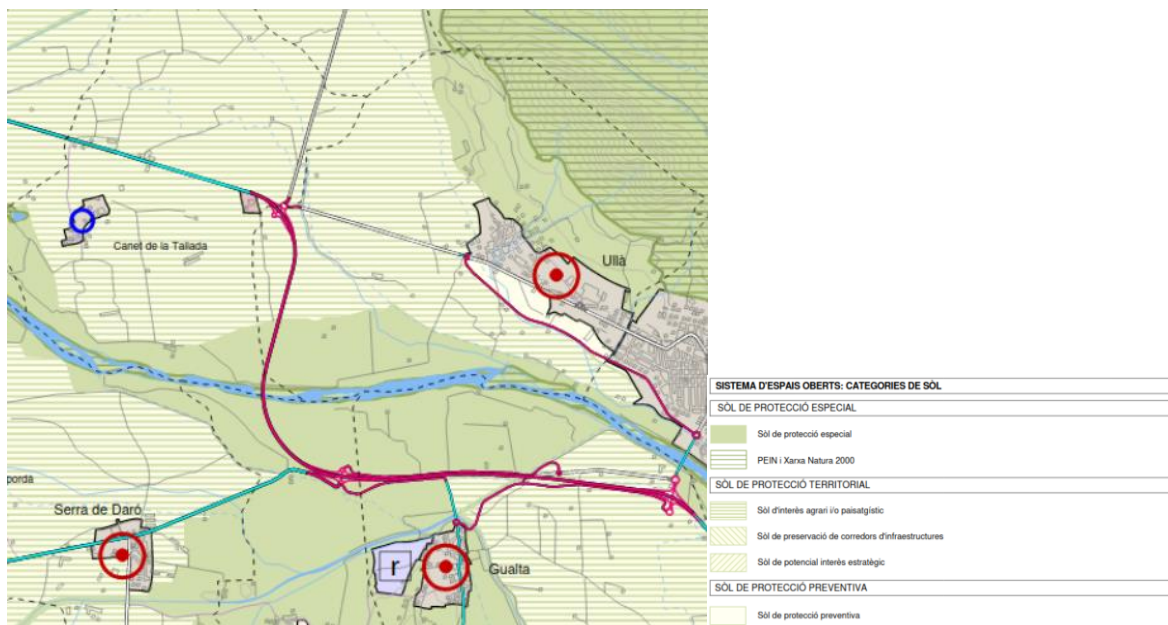 Canet de la Tallada
Ullà
pordà
Serra de Daró
r
Gualta
SISTEMA D'ESPAIS OBERTS: CATEGORIES DE SÒL
SÒL DE PROTECCIÓ ESPECIAL
Sòl de protecció especial
PEIN i Xarxa Natura 2000
SÒL DE PROTECCIÓ TERRITORIAL
Sòl d'interès agrari i/o paisatgístic
Sòl de preservació de corredors d'infraestructures
Sòl de potencial interès estratègic
SÒL DE PROTECCIÓ PREVENTIVA
Sòl de protecció preventiva